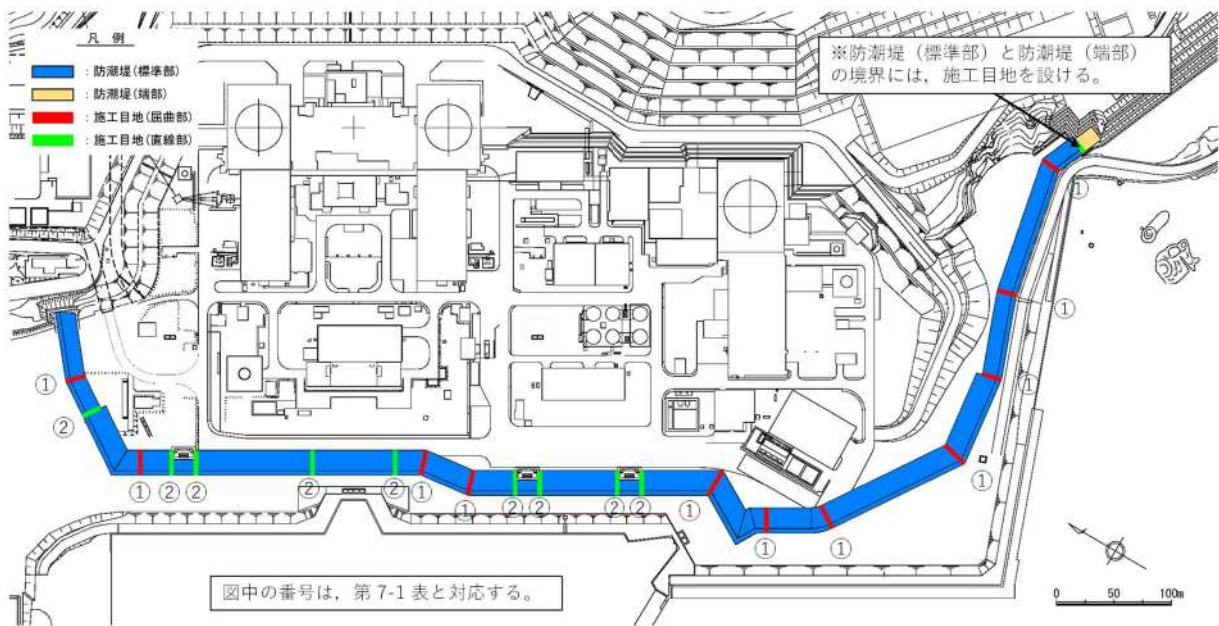 凡 例
：防潮堤(標準部)
：防潮堤(端部)
：施工目地(屈曲部)
：施工目地(直線部)
※防潮堤（標準部）と防潮堤（端部）
の境界には，施工目地を設ける。
①
①
①
①
②
①
②
②
②
②
①
①
②
②
②
②
①
①
①
①
図中の番号は，第 7-1 表と対応する。
0 50 100m